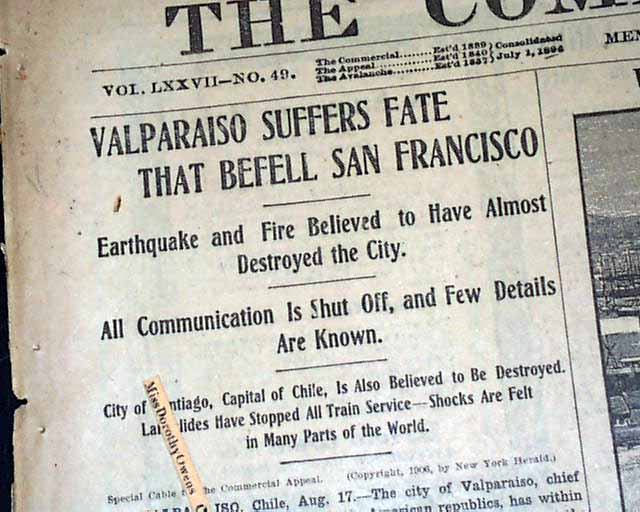 THE COM
VOL. LXXVII—NO. 49.
The Commercial........Est'd 1889
The Appeal............Est'd 1840
The Avalanche.........Est'd 1857
Consolidated
July 1, 1894
MEM
VALPARAISO SUFFERS FATE
THAT BEFELL SAN FRANCISCO
Earthquake and Fire Believed to Have Almost
Destroyed the City.
All Communication Is Shut Off, and Few Details
Are Known.
City of ntiago, Capital of Chile, Is Also Believed to Be Destroyed.
Lan lides Have Stopped All Train Service—Shocks Are Felt
in Many Parts of the World.
Miss Dorothy Owens
Special Cable he Commercial Appeal. (Copyright, 1906, by New York Herald.)
ISO, Chile, Aug. 17.—The city of Valparaiso, chief
American republics, has within